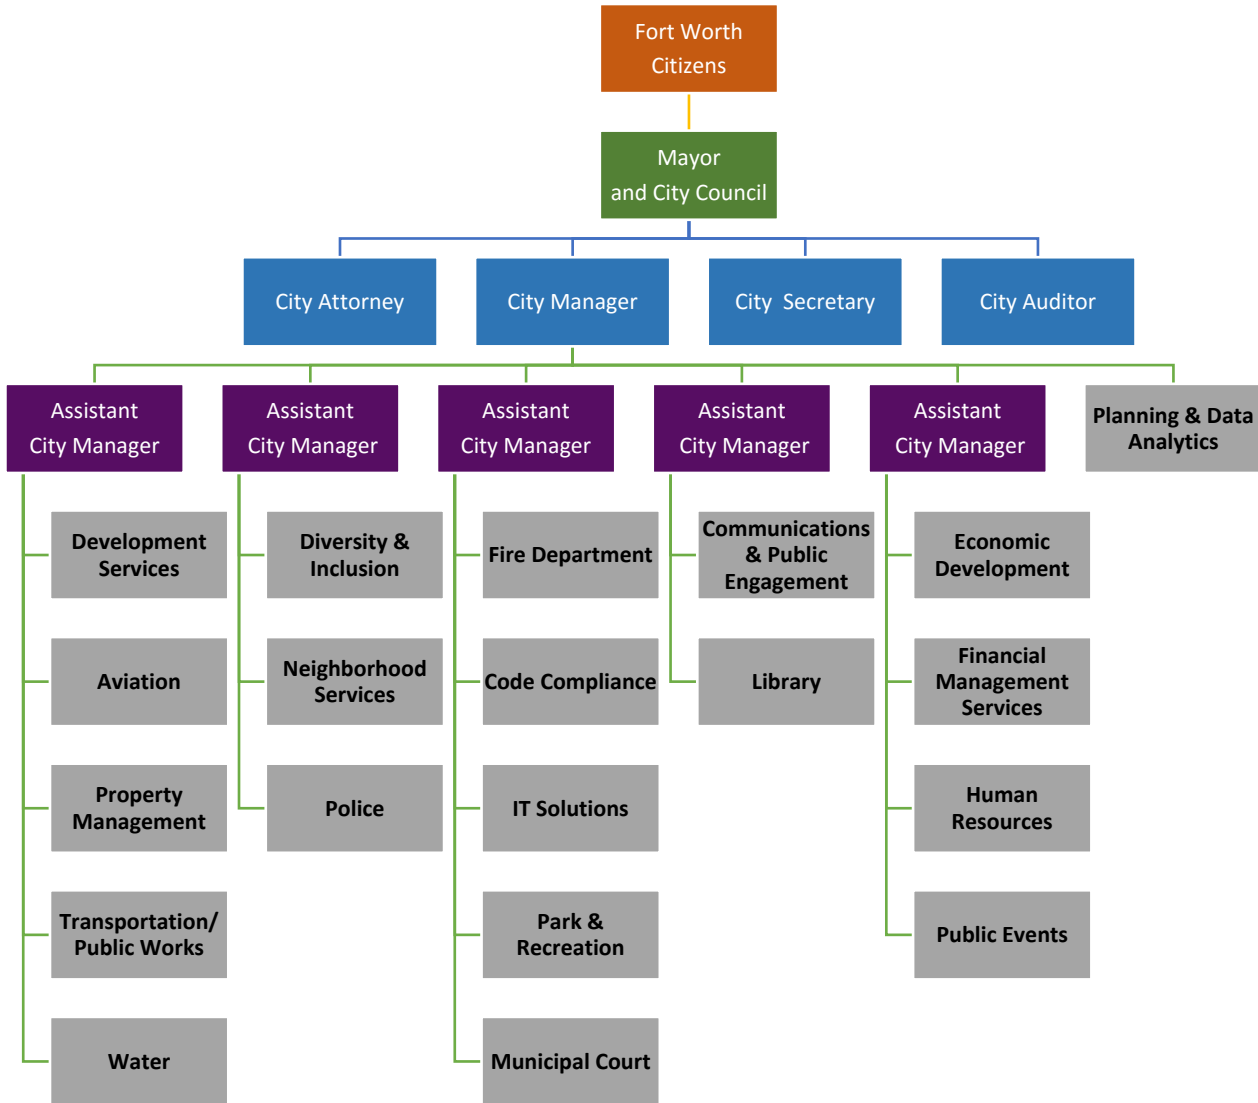 Fort Worth
Citizens
Mayor
and City Council
City Attorney
City Manager
City Secretary
City Auditor
Assistant
City Manager
Assistant
City Manager
Assistant
City Manager
Assistant
City Manager
Assistant
City Manager
Planning & Data
Analytics
Development
Services
Aviation
Property
Management
Transportation/
Public Works
Water
Diversity &
Inclusion
Neighborhood
Services
Police
Fire Department
Code Compliance
IT Solutions
Park &
Recreation
Municipal Court
Communications
& Public
Engagement
Library
Economic
Development
Financial
Management
Services
Human
Resources
Public Events